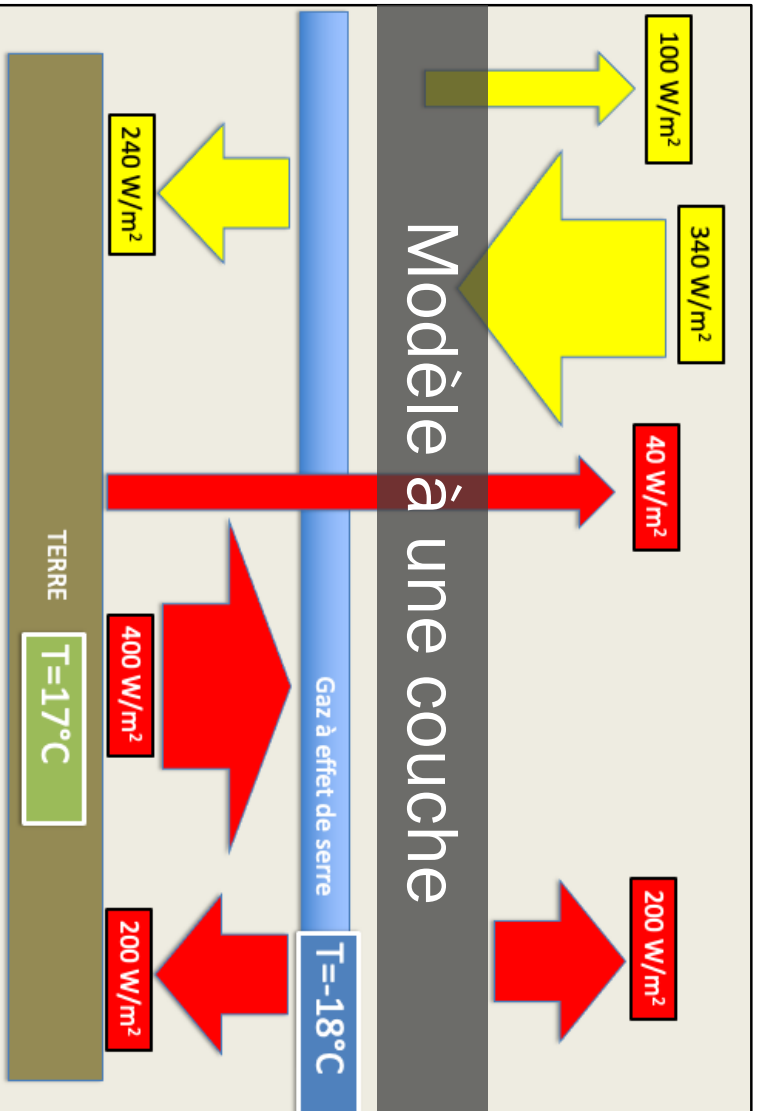 100 W/m²
340 W/m²
40 W/m²
200 W/m²
Modèle à une couche
Gaz à effet de serre
T=-18°C
240 W/m²
400 W/m²
200 W/m²
TERRE
T=17°C